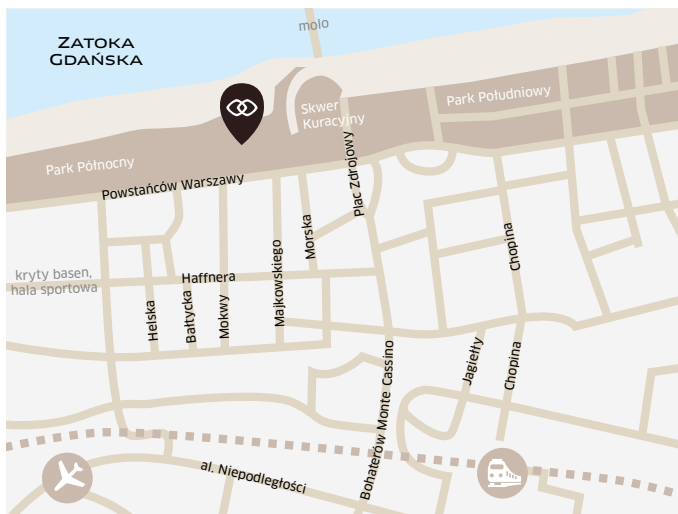 molo
ZATOKA
GDAŃSKA
Skwer
Kuracyjny
Park Południowy
Park Północny
Powstańców Warszawy
Plac Zdrojowy
Morska
Majkowskiego
Chopina
kryty basen,
hala sportowa
Haffnera
Helska
Bałtycka
Mokwy
Bohaterów Monte Cassino
Jagiełły
Chopina
al. Niepodległości